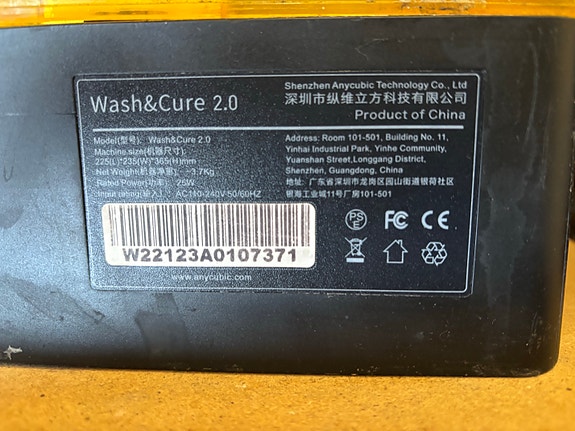 Wash&Cure 2.0
Shenzhen Anycubic Technology Co., Ltd
深圳市纵维立方科技有限公司
Product of China
Model(型号): Wash&Cure 2.0
Machine size(机器尺寸):
225(L)*235(W)*365(H)mm
Net Weight(机器净重): ~3.7Kg
Rated Power(功率): 25W
Input rating(输入): AC110-240V 50/60HZ
Address: Room 101-501, Building No. 11,
Yinhai Industrial Park, Yinhe Community,
Yuanshan Street,Longgang District,
Shenzhen, Guangdong, China
地址: 广东省深圳市龙岗区园山街道银荷社区
银海工业城11号厂房101-501
W22123A0107371
PS
E
FC
CE
www.anycubic.com